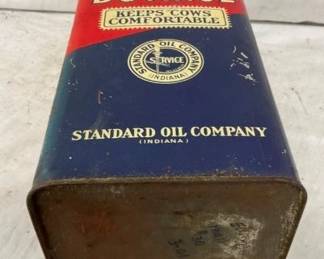 KEEPS COWS
COMFORTABLE
STANDARD OIL COMPANY
SERVICE
(INDIANA)
STANDARD OIL COMPANY
(INDIANA)